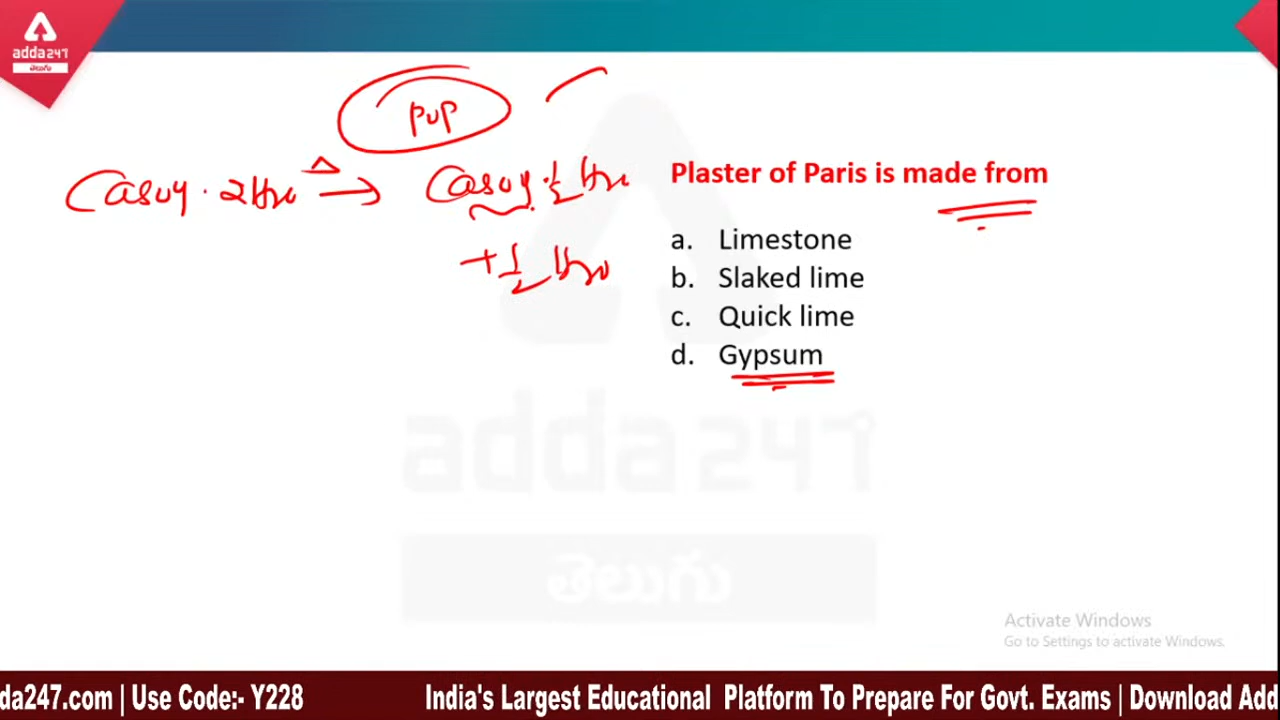 adda247
తెలుగు
pop
CaSO4 · 2H2O Δ → CaSO4 · 1/2 H2O
+ 1/2 H2O
Plaster of Paris is made from
a. Limestone
b. Slaked lime
c. Quick lime
d. Gypsum
adda247
తెలుగు
Activate Windows
Go to Settings to activate Windows.
da247.com | Use Code:- Y228 India's Largest Educational Platform To Prepare For Govt. Exams | Download Add